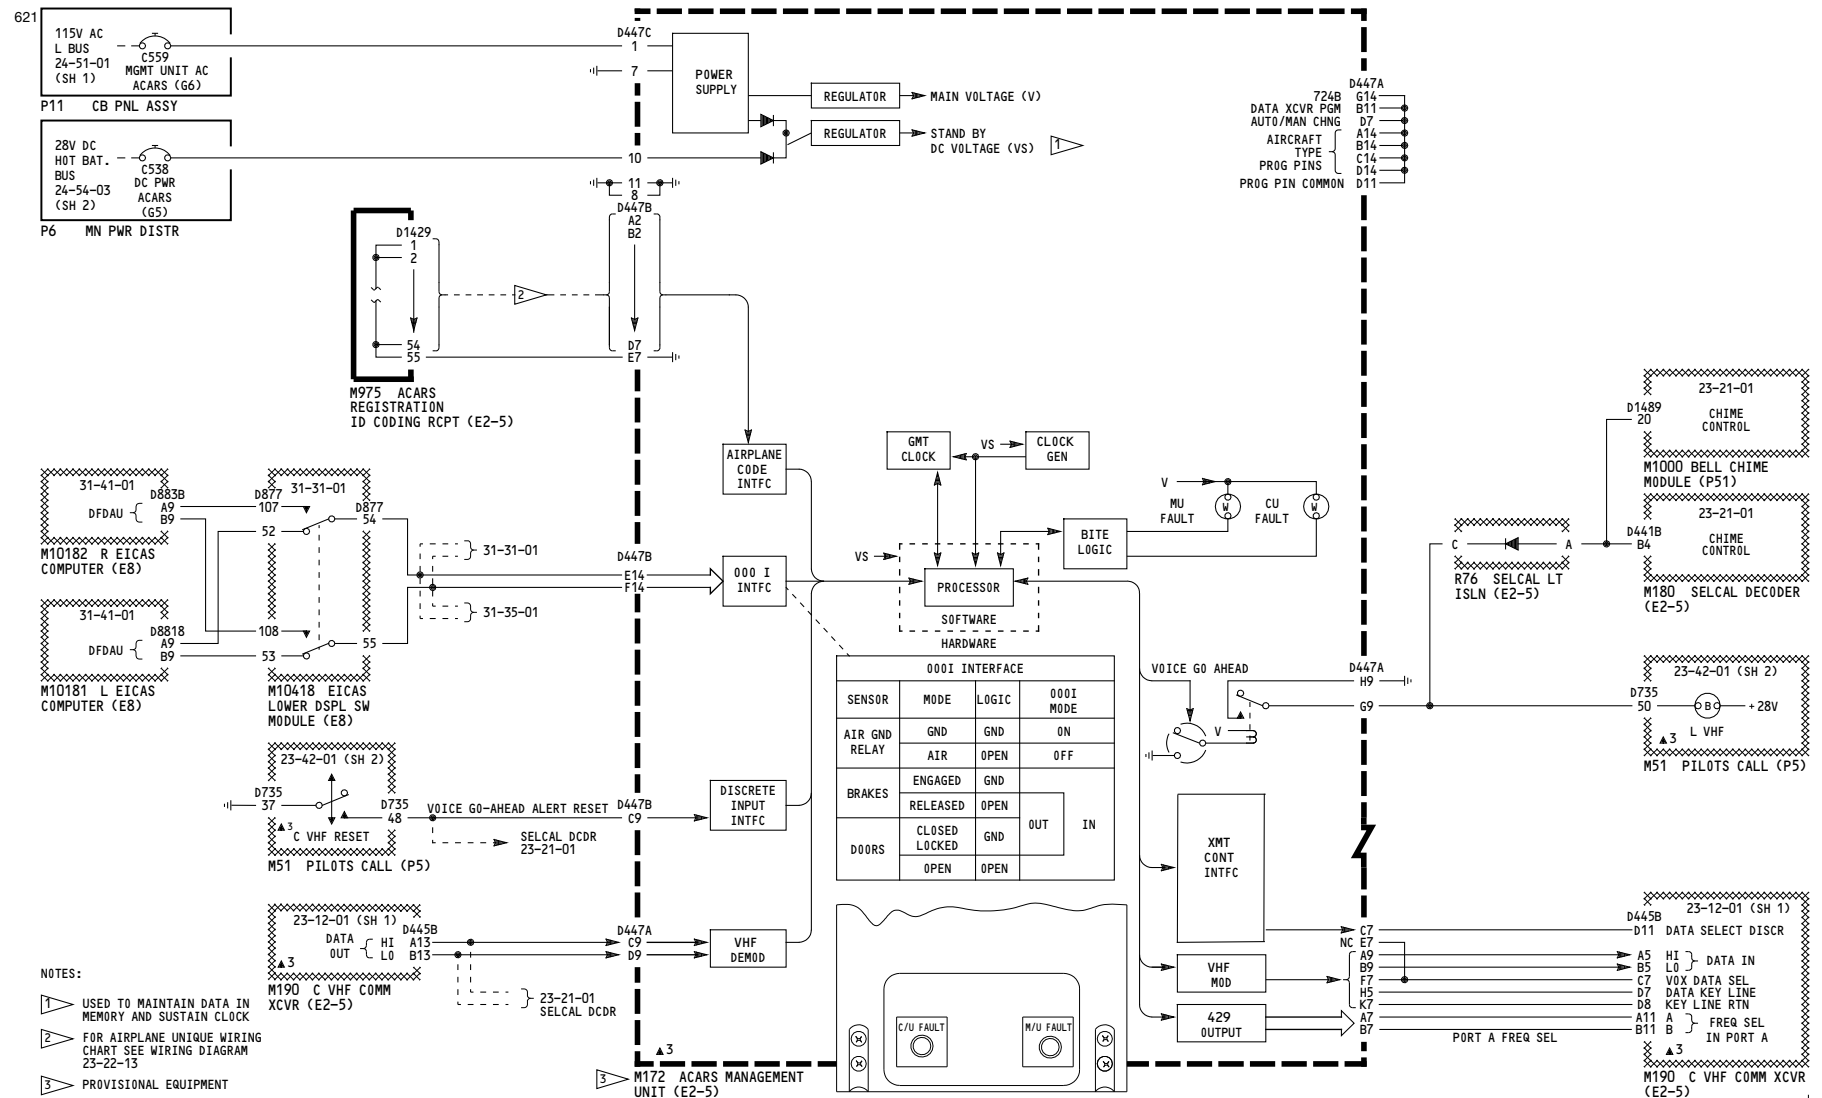 621
115V AC
L BUS
24-51-01
(SH 1)
C559
MGMT UNIT AC
ACARS (G6)
P11 CB PNL ASSY
28V DC
HOT BAT.
BUS
24-54-03
(SH 2)
C538
DC PWR
ACARS
(G5)
P6 MN PWR DISTR
D447C
1
7
10
11
8
POWER
SUPPLY
REGULATOR
MAIN VOLTAGE (V)
REGULATOR
STAND BY
DC VOLTAGE (VS)
1
D447A
724B G14
DATA XCVR PGM B11
AUTO/MAN CHNG D7
AIRCRAFT
TYPE
PROG PINS
A14
B14
C14
D14
PROG PIN COMMON D11
D1429
1
2
54
55
2
D447B
A2
B2
D7
E7
M975 ACARS
REGISTRATION
ID CODING RCPT (E2-5)
AIRPLANE
CODE
INTFC
GMT
CLOCK
VS
CLOCK
GEN
V
MU
FAULT
W
CU
FAULT
W
BITE
LOGIC
VS
PROCESSOR
SOFTWARE
HARDWARE
31-41-01
DFDAU
D883B
A9
B9
M10182 R EICAS
COMPUTER (E8)
31-41-01
DFDAU
D8818
A9
B9
M10181 L EICAS
COMPUTER (E8)
31-31-01
D877
107
52
108
53
D877
54
55
M10418 EICAS
LOWER DSPL SW
MODULE (E8)
31-31-01
31-35-01
D447B
E14
F14
OOO I
INTFC
OOOI INTERFACE
SENSOR MODE LOGIC OOOI
MODE
AIR GND
RELAY
GND GND ON
AIR OPEN OFF
BRAKES
ENGAGED GND
RELEASED OPEN
OUT
IN
DOORS
CLOSED
LOCKED
GND
OPEN OPEN
23-42-01 (SH 2)
D735
37
3
C VHF RESET
D735
48
M51 PILOTS CALL (P5)
VOICE GO-AHEAD ALERT RESET
D447B
C9
SELCAL DCDR
23-21-01
DISCRETE
INPUT
INTFC
23-12-01 (SH 1)
DATA
OUT
HI
LO
D445B
A13
B13
3
M190 C VHF COMM
XCVR (E2-5)
23-21-01
SELCAL DCDR
D447A
C9
D9
VHF
DEMOD
VOICE GO AHEAD
V
D447A
H9
G9
23-21-01
CHIME
CONTROL
D1489
20
M1000 BELL CHIME
MODULE (P51)
23-21-01
CHIME
CONTROL
D441B
B4
M180 SELCAL DECODER
(E2-5)
C
A
R76 SELCAL LT
ISLN (E2-5)
23-42-01 (SH 2)
D735
50
B
+28V
3
L VHF
M51 PILOTS CALL (P5)
XMT
CONT
INTFC
VHF
MOD
429
OUTPUT
C7
NC E7
A9
B9
F7
H5
K7
A7
B7
PORT A FREQ SEL
23-12-01 (SH 1)
D445B
D11 DATA SELECT DISCR
A5 HI
B5 LO
DATA IN
C7 VOX DATA SEL
D7 DATA KEY LINE
D8 KEY LINE RTN
A11 A
B11 B
FREQ SEL
IN PORT A
3
M190 C VHF COMM XCVR
(E2-5)
C/U FAULT
M/U FAULT
3
3
M172 ACARS MANAGEMENT
UNIT (E2-5)
NOTES:
1 USED TO MAINTAIN DATA IN
MEMORY AND SUSTAIN CLOCK
2 FOR AIRPLANE UNIQUE WIRING
CHART SEE WIRING DIAGRAM
23-22-13
3 PROVISIONAL EQUIPMENT